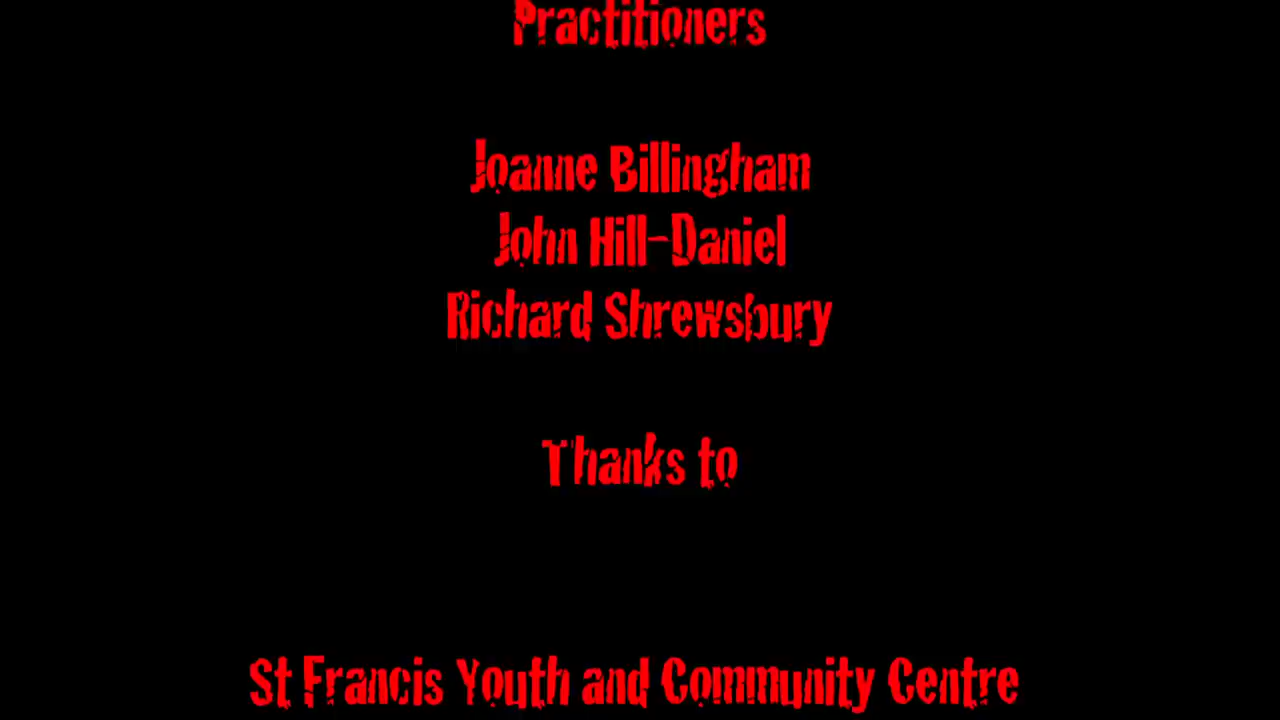 Practitioners
Joanne Billingham
John Hill-Daniel
Richard Shrewsbury
Thanks to
St Francis Youth and Community Centre